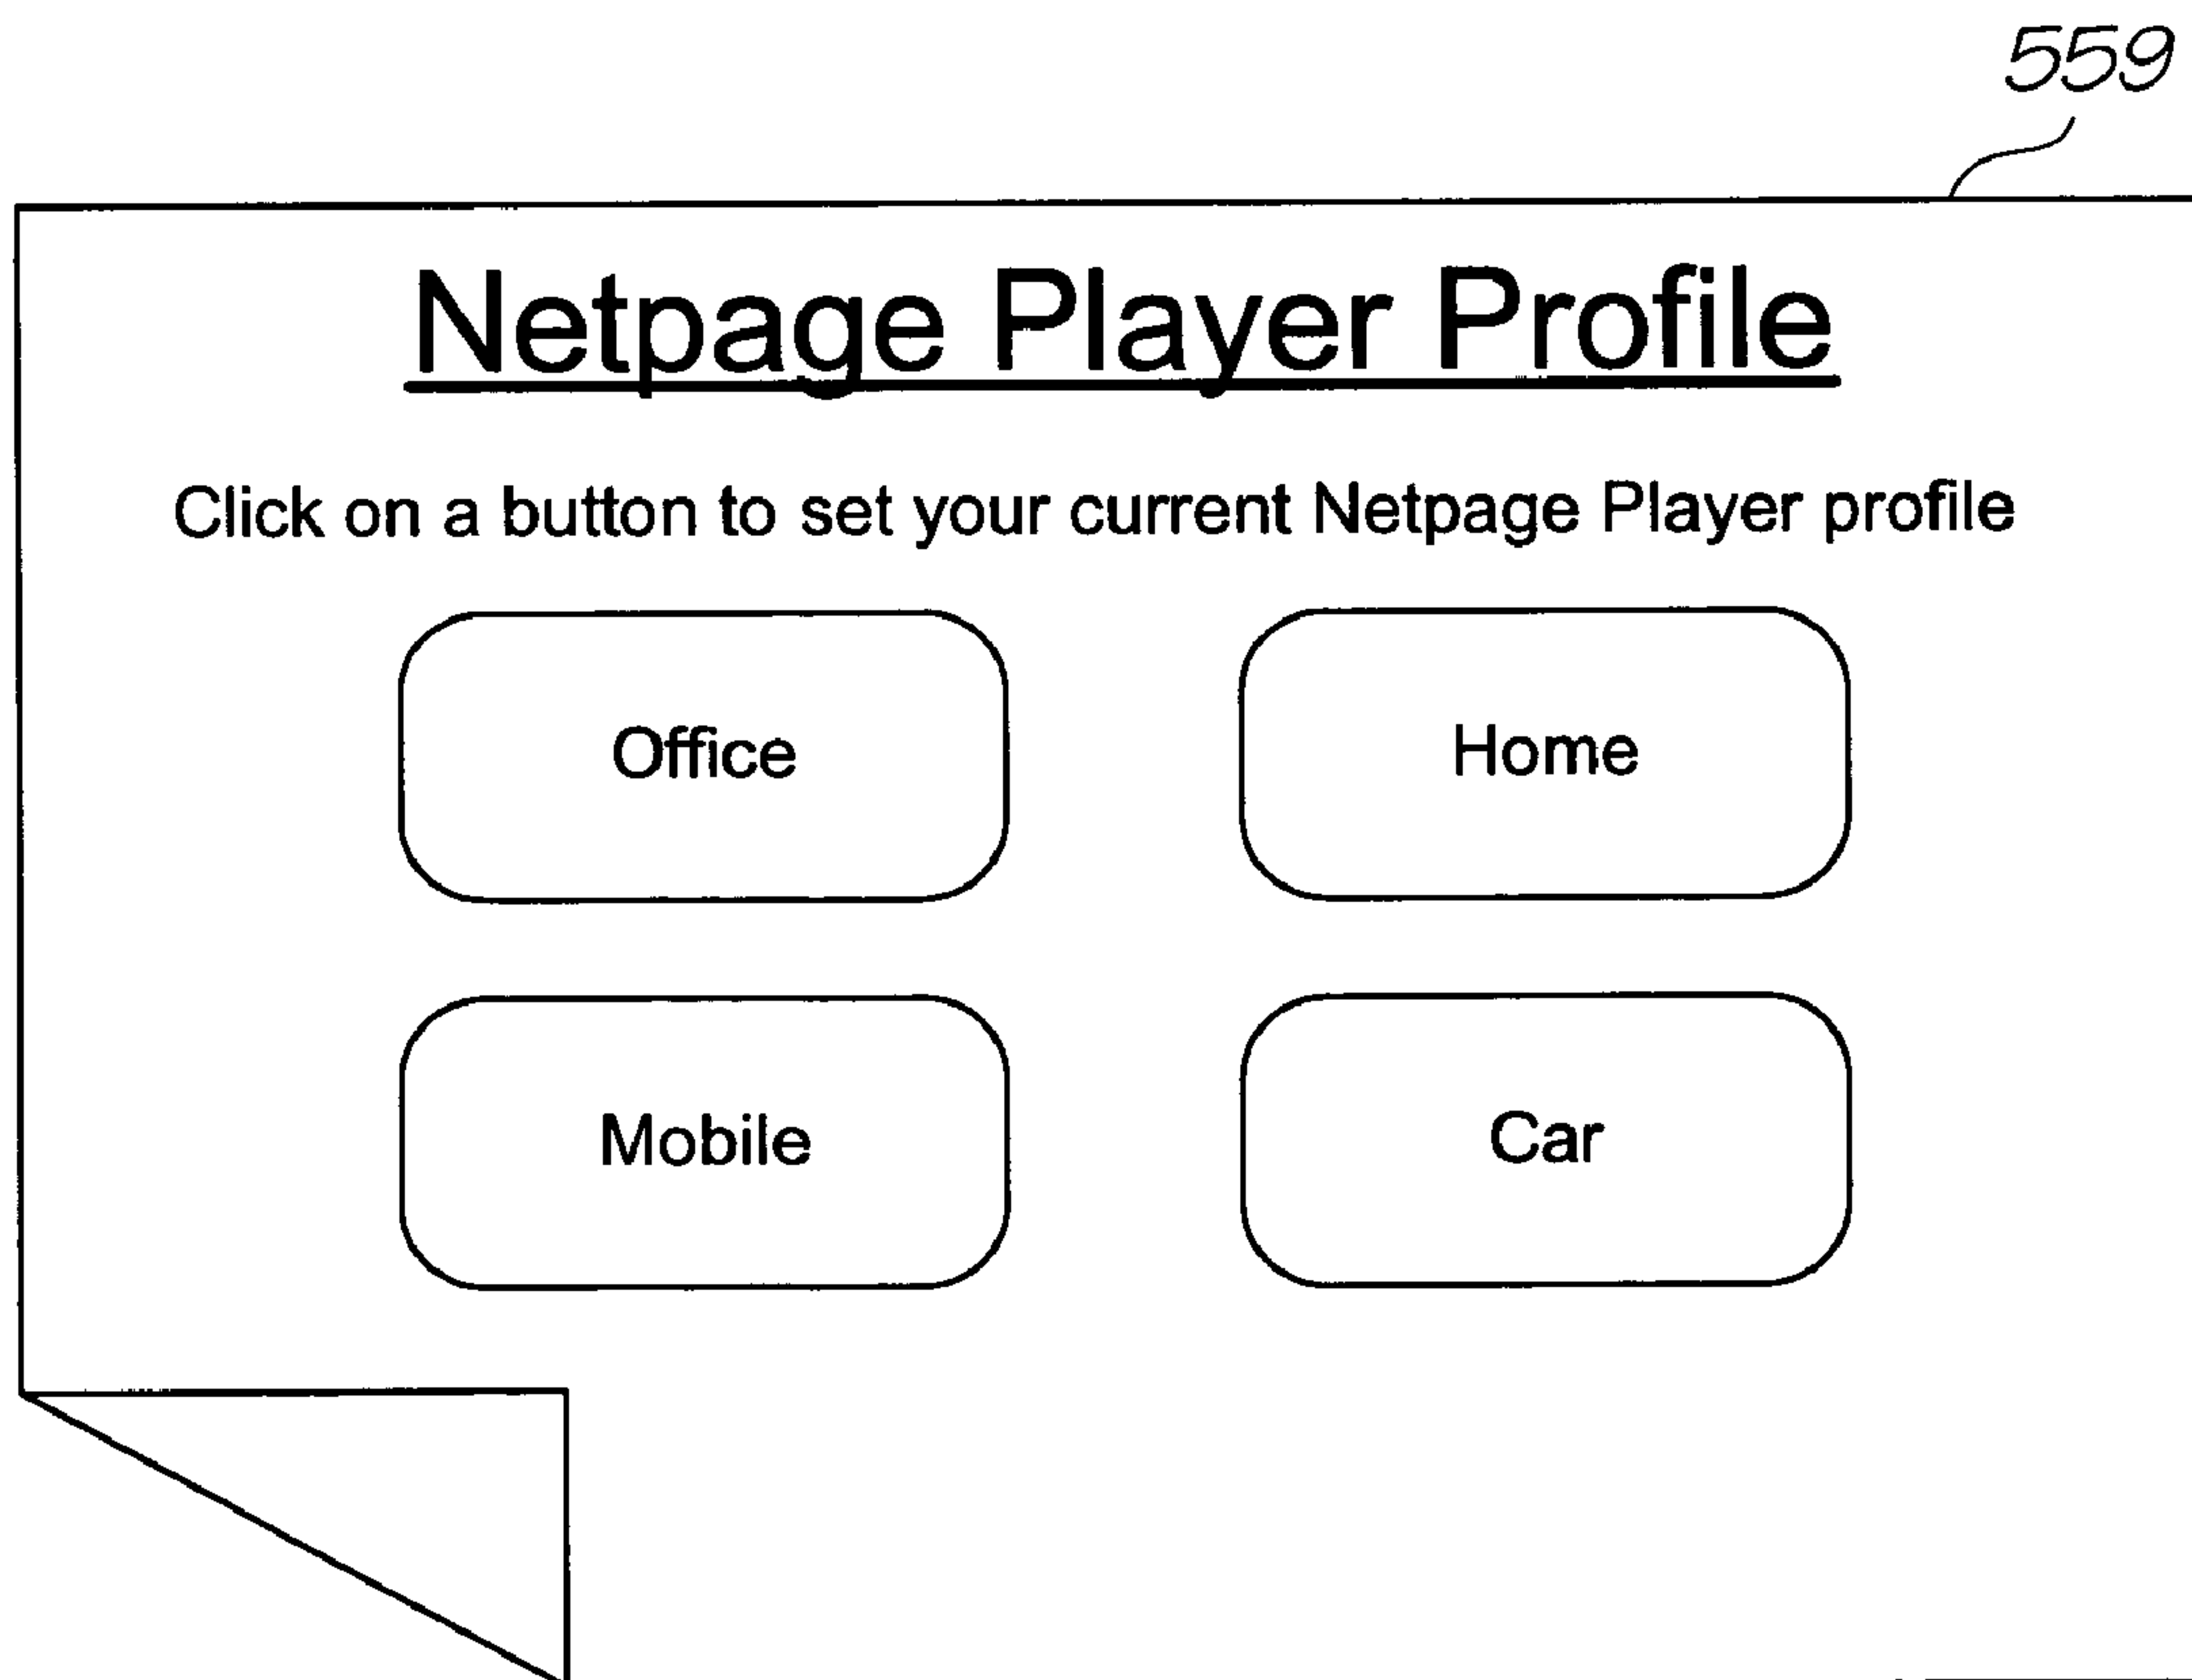 559
Netpage Player Profile
Click on a button to set your current Netpage Player profile
Office Home
Mobile Car